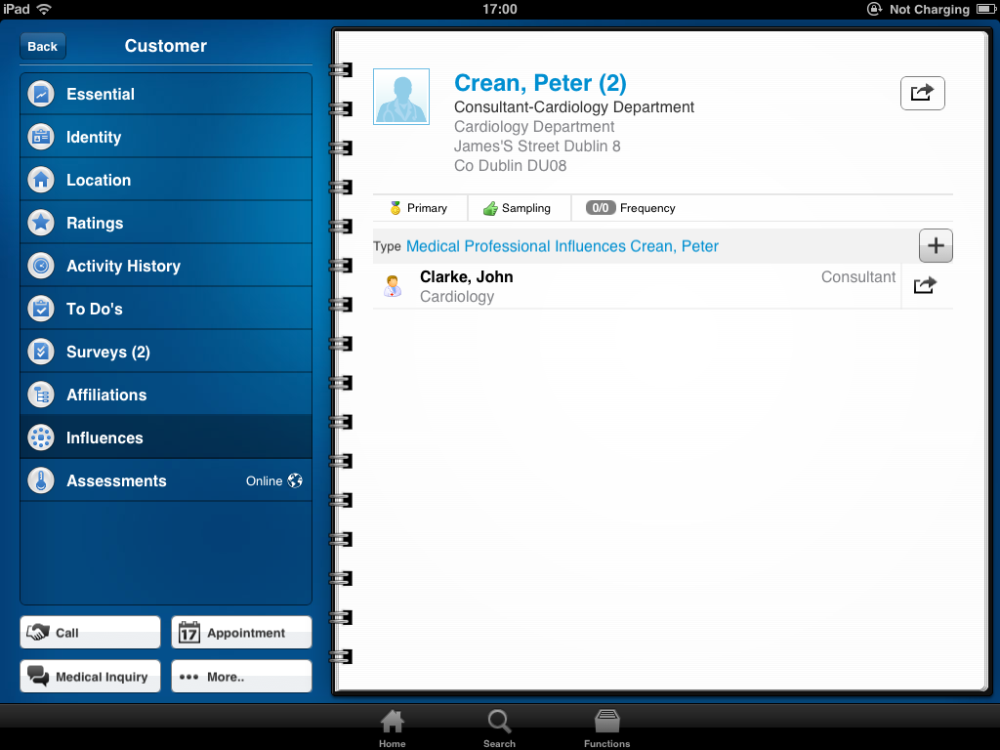 iPad
17:00
Not Charging
Back
Customer
Essential
Identity
Location
Ratings
Activity History
To Do's
Surveys (2)
Affiliations
Influences
Assessments
Online
Call
17 Appointment
Medical Inquiry
More..
Crean, Peter (2)
Consultant-Cardiology Department
Cardiology Department
James'S Street Dublin 8
Co Dublin DU08
Primary
Sampling
0/0 Frequency
Type Medical Professional Influences Crean, Peter
Clarke, John
Consultant
Cardiology
Home
Search
Functions